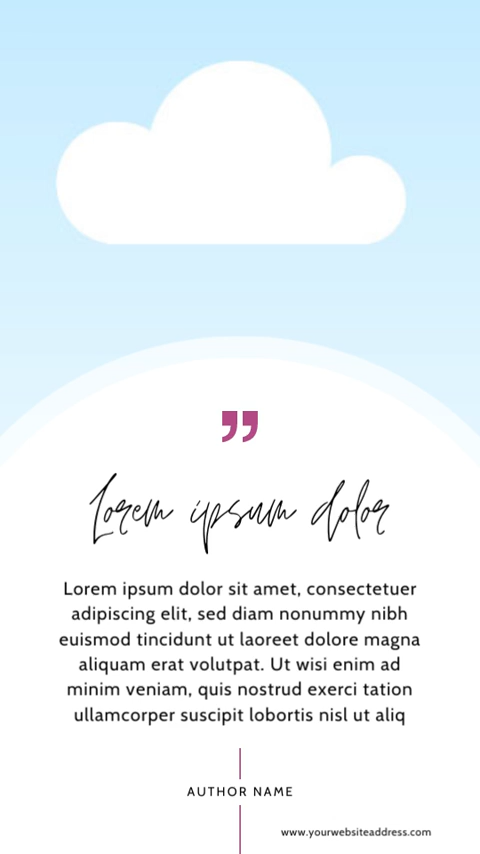 ”
Lorem ipsum dolor
Lorem ipsum dolor sit amet, consectetuer
adipiscing elit, sed diam nonummy nibh
euismod tincidunt ut laoreet dolore magna
aliquam erat volutpat. Ut wisi enim ad
minim veniam, quis nostrud exerci tation
ullamcorper suscipit lobortis nisl ut aliq
AUTHOR NAME
www.yourwebsiteaddress.com